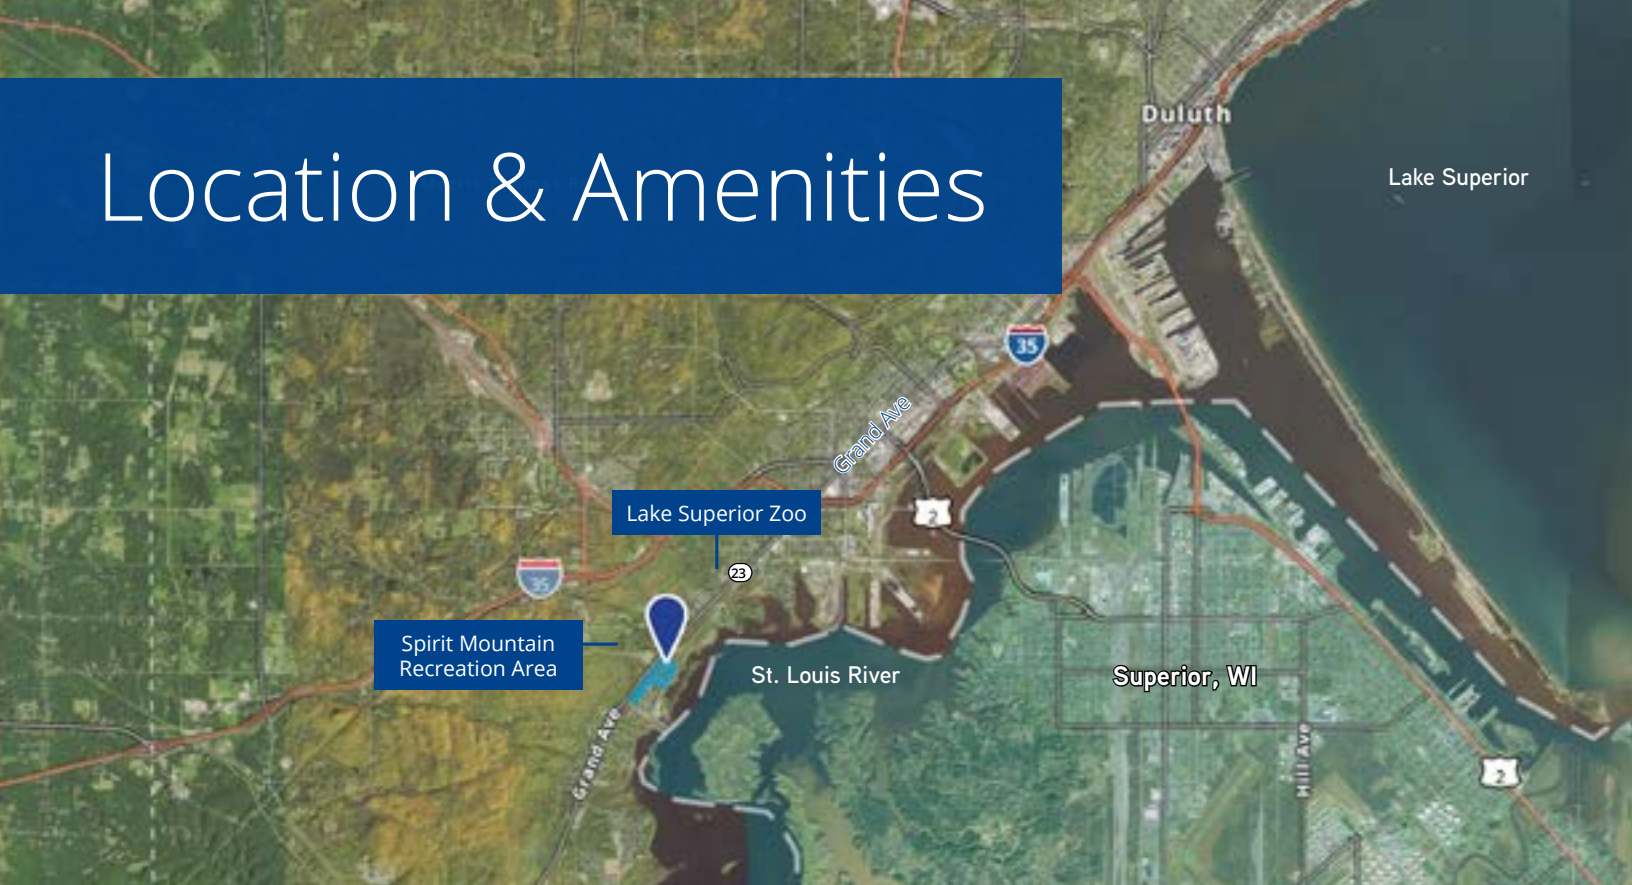 Location & Amenities
Duluth
Lake Superior
35
Grand Ave
Lake Superior Zoo
2
23
35
Spirit Mountain
Recreation Area
St. Louis River
Superior, WI
Grand Ave
Hill Ave
2